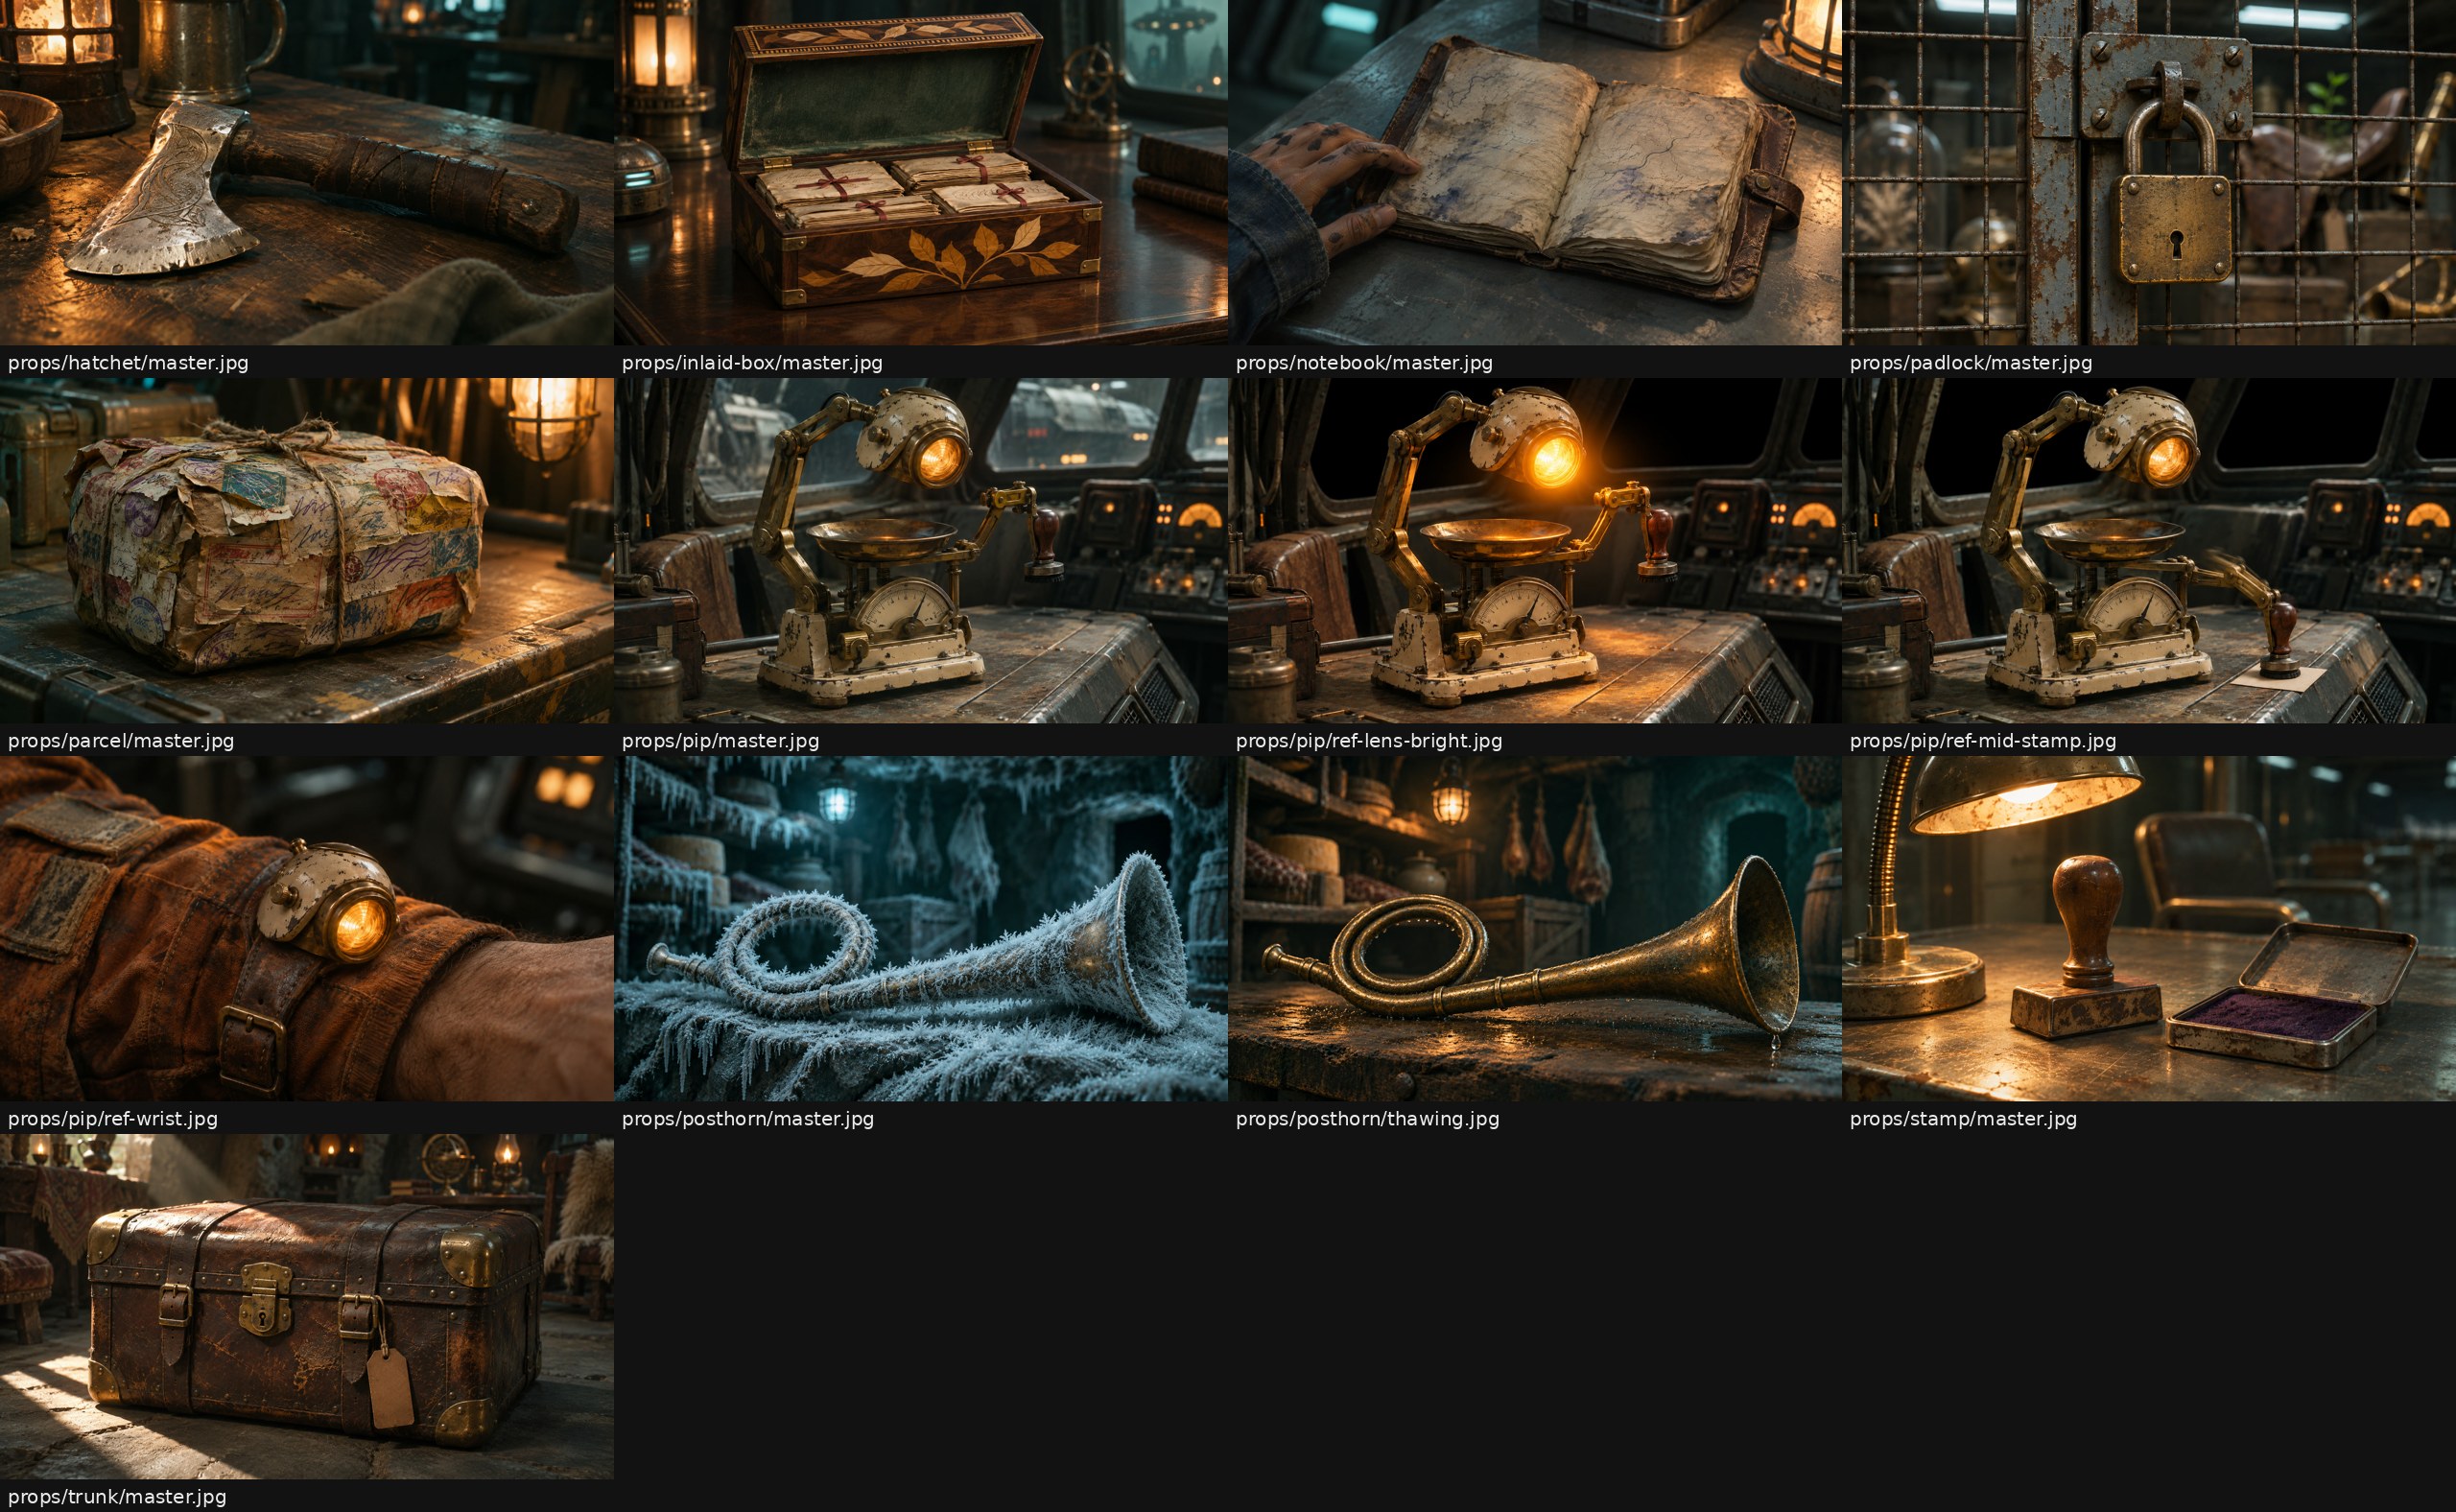 props/hatchet/master.jpg
props/inlaid-box/master.jpg
props/notebook/master.jpg
props/padlock/master.jpg
props/parcel/master.jpg
props/pip/master.jpg
props/pip/ref-lens-bright.jpg
props/pip/ref-mid-stamp.jpg
props/pip/ref-wrist.jpg
props/posthorn/master.jpg
props/posthorn/thawing.jpg
props/stamp/master.jpg
props/trunk/master.jpg